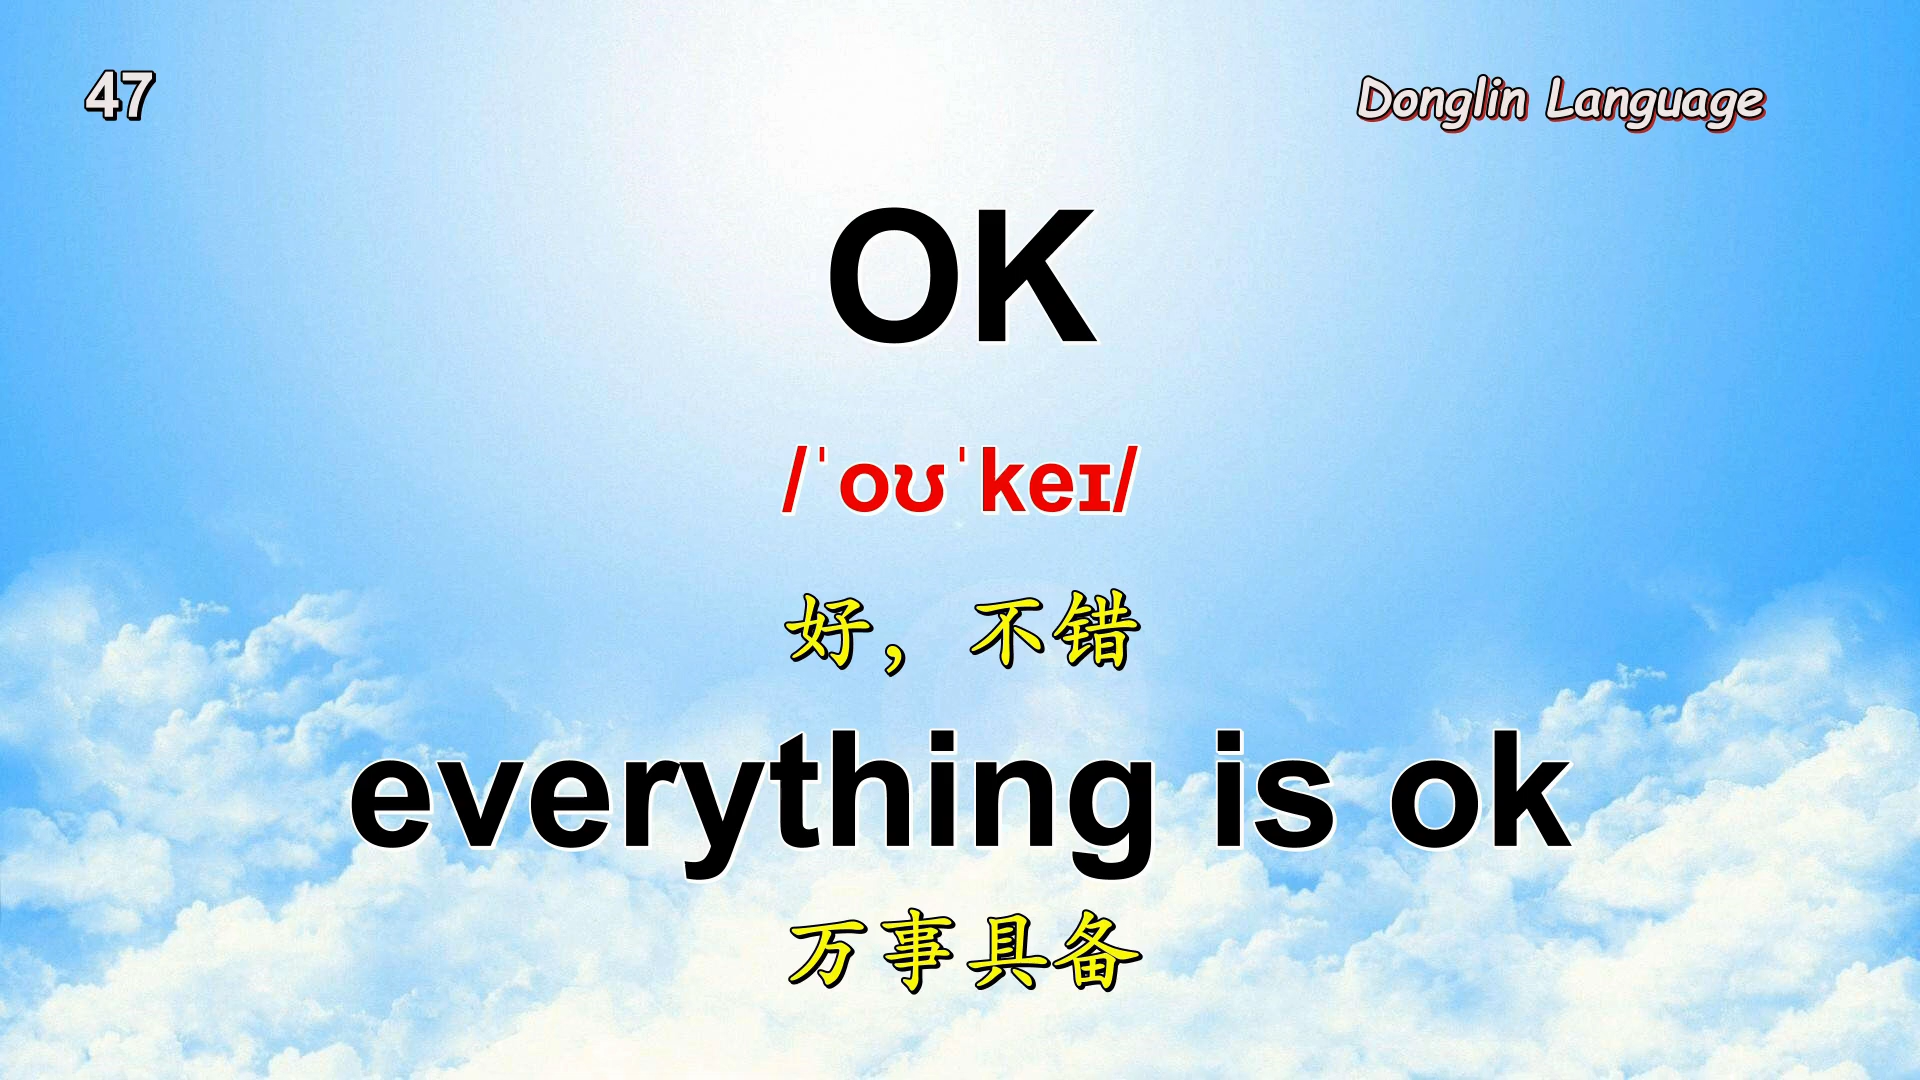 47
Donglin Language
OK
/ˈoʊˈkeɪ/
好，不错
everything is ok
万事具备